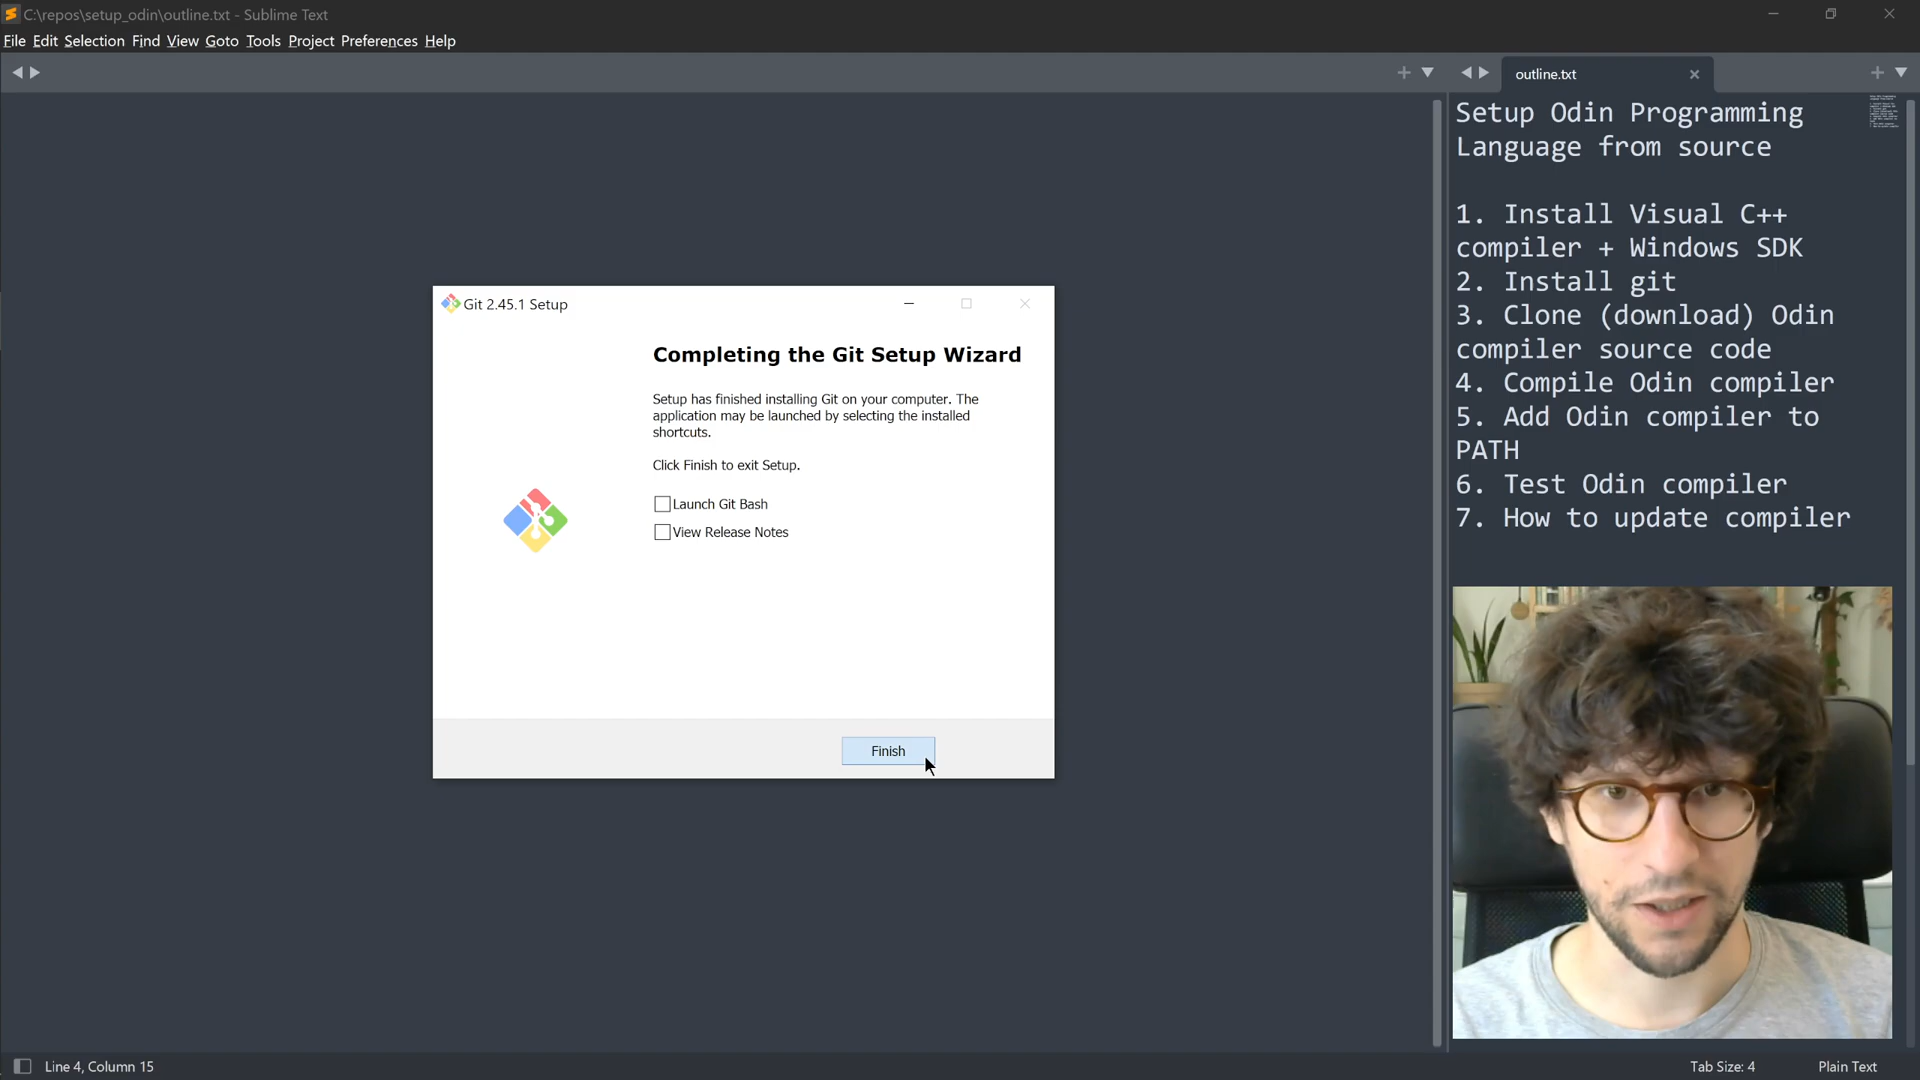 C:\repos\setup_odin\outline.txt - Sublime Text
File Edit Selection Find View Goto Tools Project Preferences Help
outline.txt
Setup Odin Programming
Language from source
1. Install Visual C++
compiler + Windows SDK
2. Install git
3. Clone (download) Odin
compiler source code
4. Compile Odin compiler
5. Add Odin compiler to
PATH
6. Test Odin compiler
7. How to update compiler
Git 2.45.1 Setup
Completing the Git Setup Wizard
Setup has finished installing Git on your computer. The
application may be launched by selecting the installed
shortcuts.
Click Finish to exit Setup.
Launch Git Bash
View Release Notes
Finish
Line 4, Column 15
Tab Size: 4
Plain Text